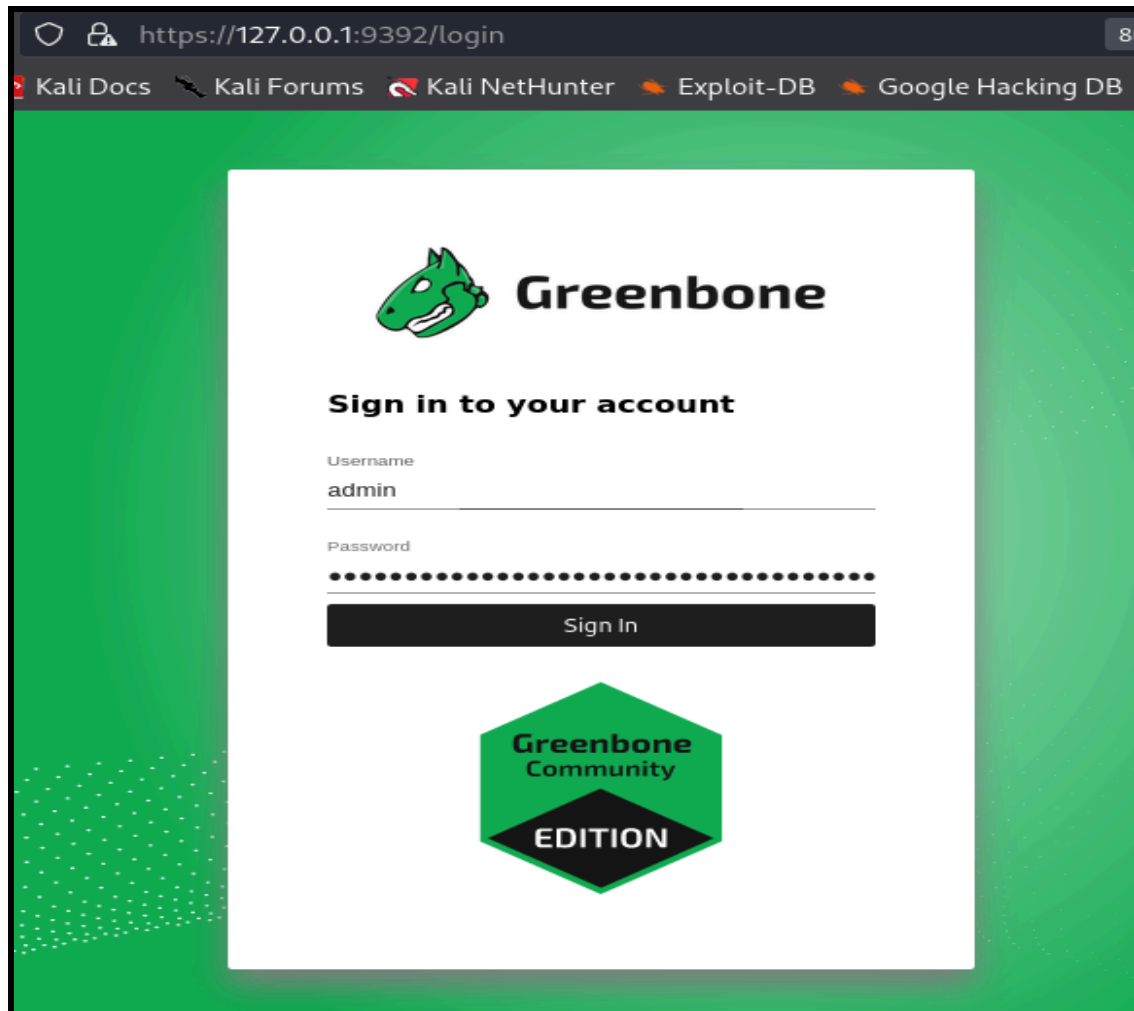 https://127.0.0.1:9392/login 8
Kali Docs Kali Forums Kali NetHunter Exploit-DB Google Hacking DB
Greenbone
Sign in to your account
Username
admin
Password
••••••••••••••••••••••••••••••••••••
Sign In
Greenbone
Community
EDITION